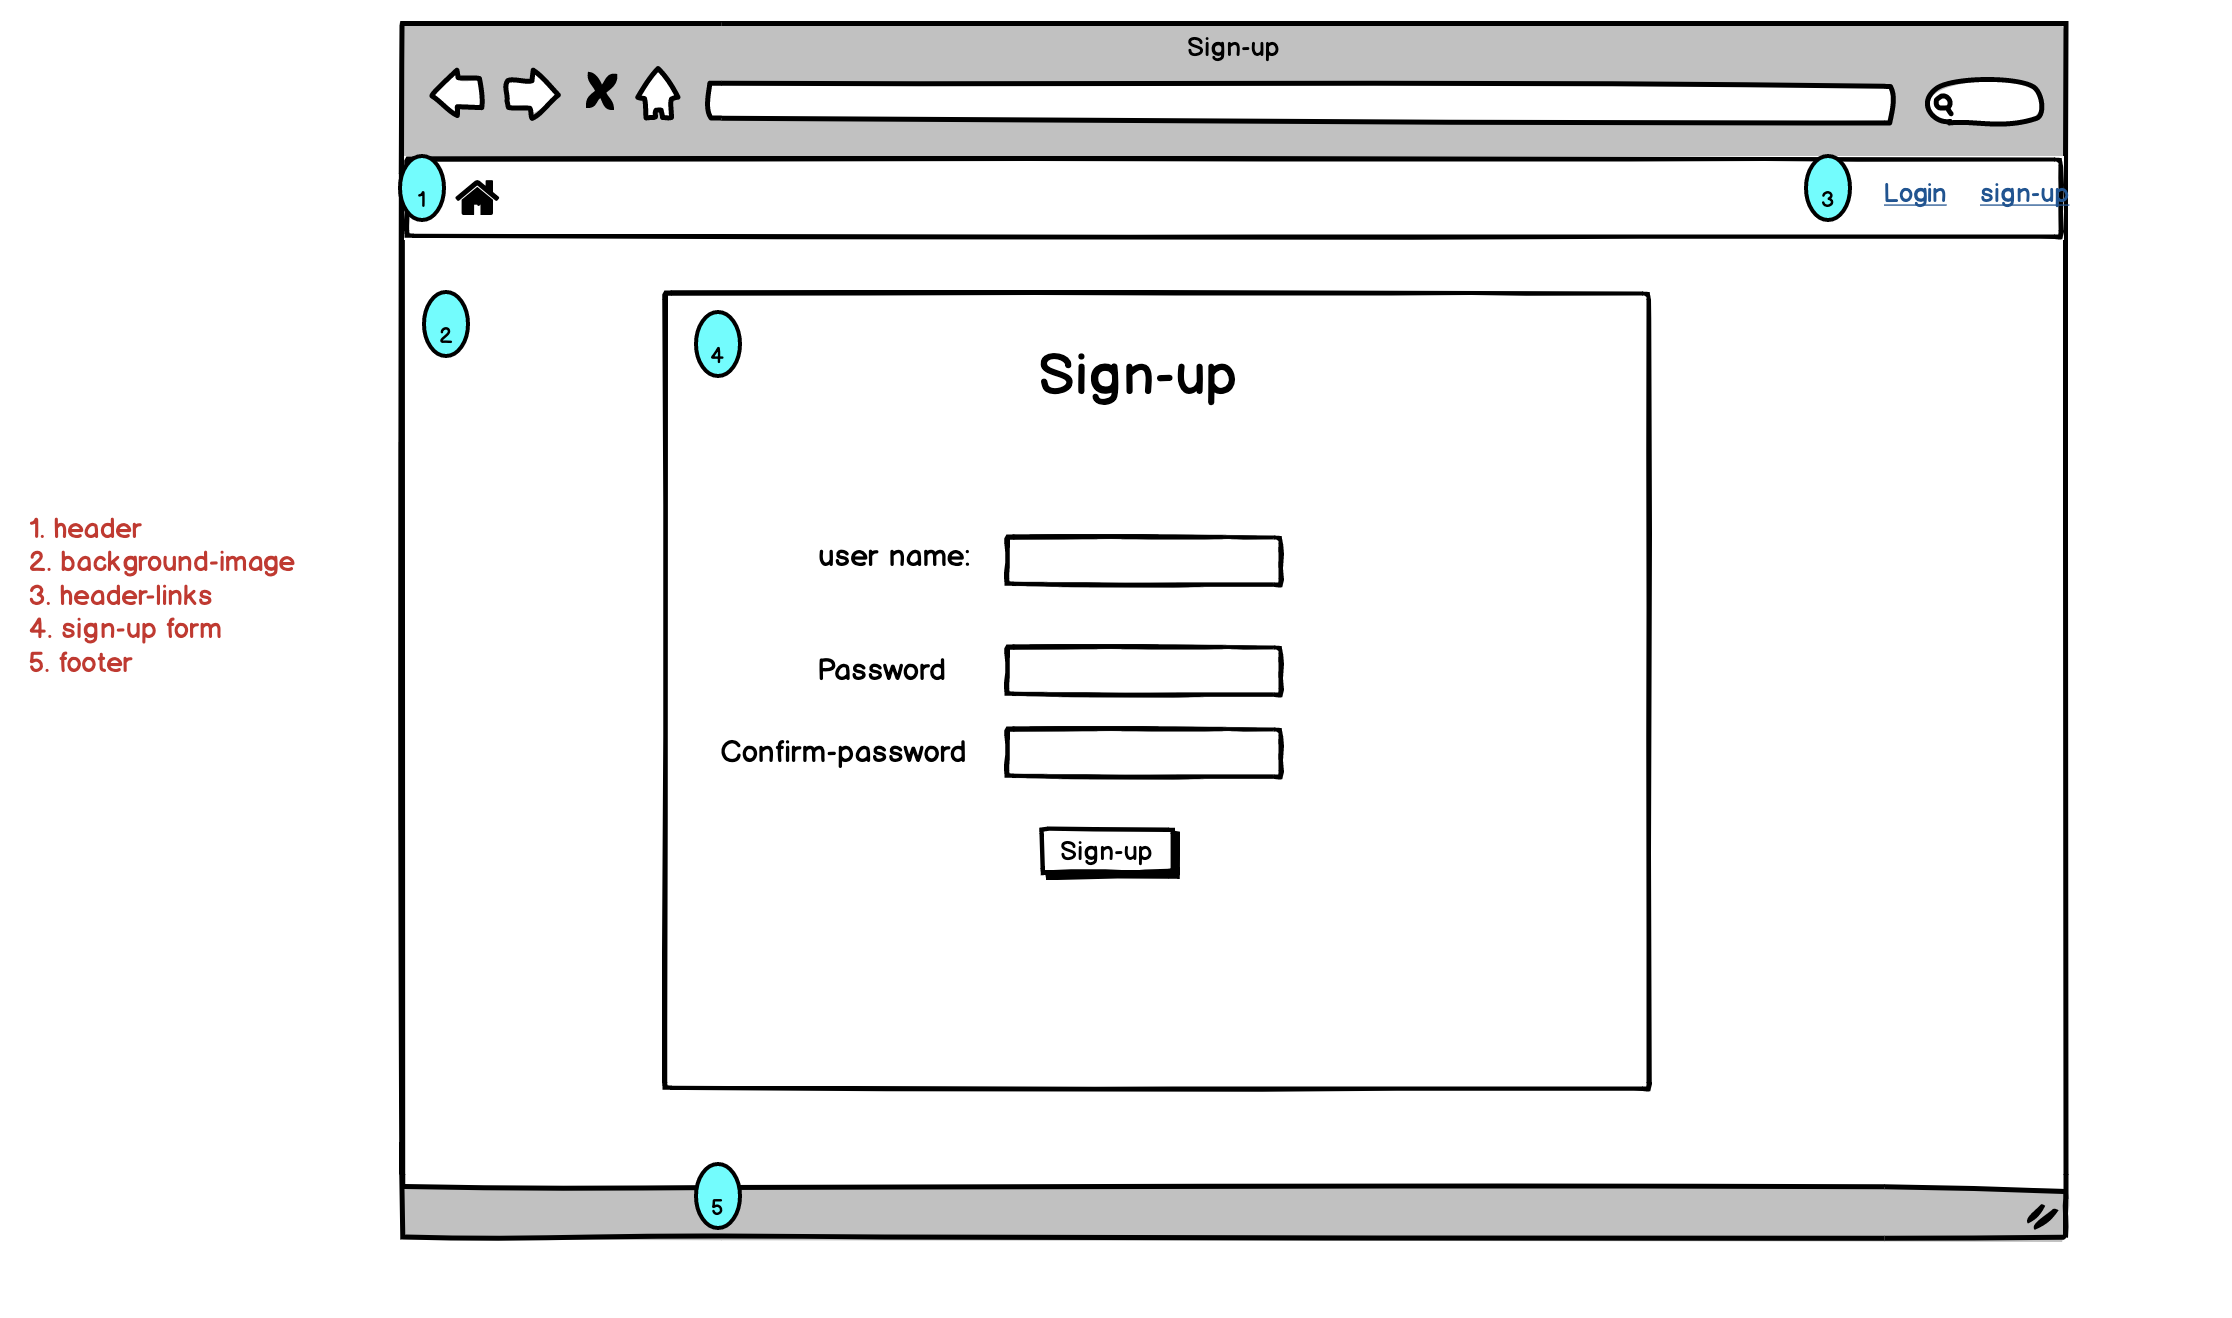 Sign-up
1
3
Login sign-up
2
4
Sign-up
1. header
2. background-image
3. header-links
4. sign-up form
5. footer
user name:
Password
Confirm-password
Sign-up
5